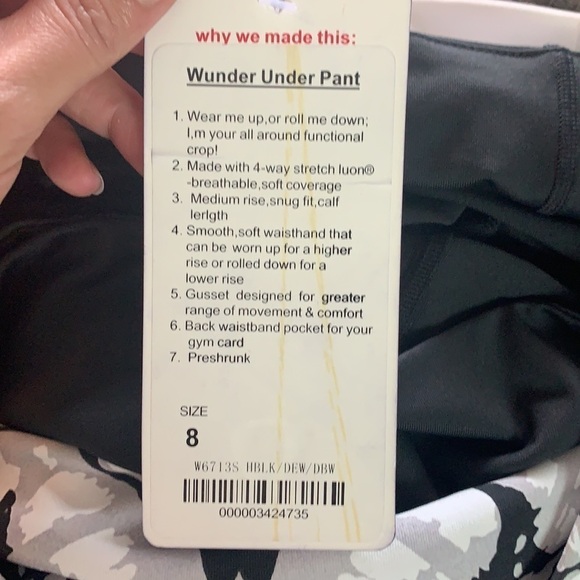 why we made this:
Wunder Under Pant
1. Wear me up,or roll me down;
I,m your all around functional
crop!
2. Made with 4-way stretch luon®
-breathable,soft coverage
3. Medium rise,snug fit,calf
lerlgth
4. Smooth,soft waisthand that
can be worn up for a higher
rise or rolled down for a
lower rise
5. Gusset designed for greater
range of movement & comfort
6. Back waistband pocket for your
gym card
7. Preshrunk
SIZE
8
W6713S HBLK/DEW/DBW
000003424735